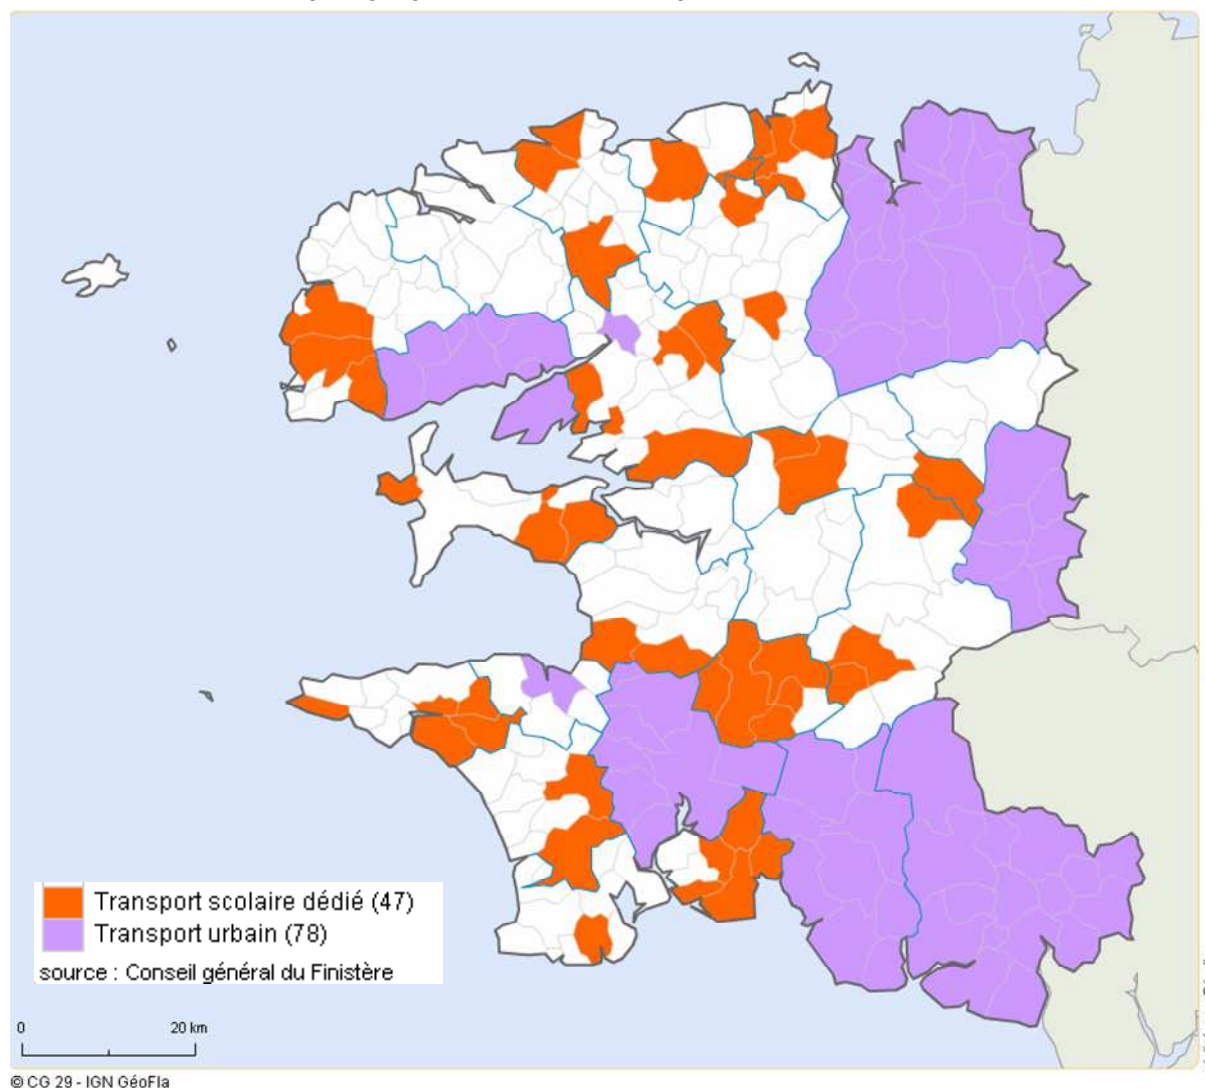 Transport scolaire dédié (47)
Transport urbain (78)
source : Conseil général du Finistère
0
20 km
© CG 29 - IGN GéoFla